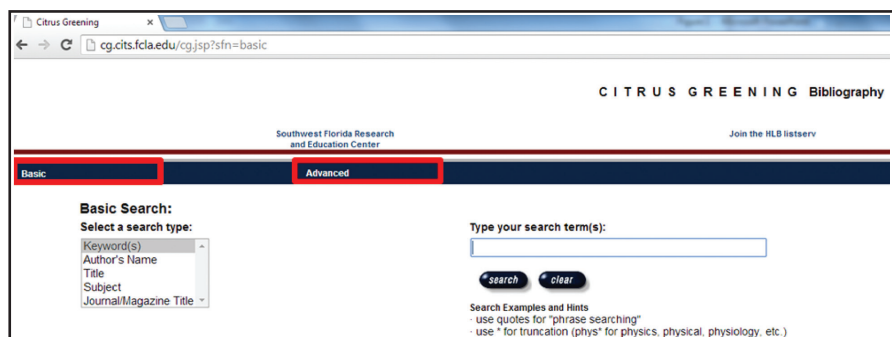 Citrus Greening
cg.cits.fcla.edu/cg.jsp?sfn=basic
CITRUS GREENING Bibliography
Southwest Florida Research
and Education Center
Join the HLB listserv
Basic
Advanced
Basic Search:
Select a search type:
Keyword(s)
Author's Name
Title
Subject
Journal/Magazine Title
Type your search term(s):
search
clear
Search Examples and Hints
· use quotes for "phrase searching"
· use * for truncation (phys* for physics, physical, physiology, etc.)